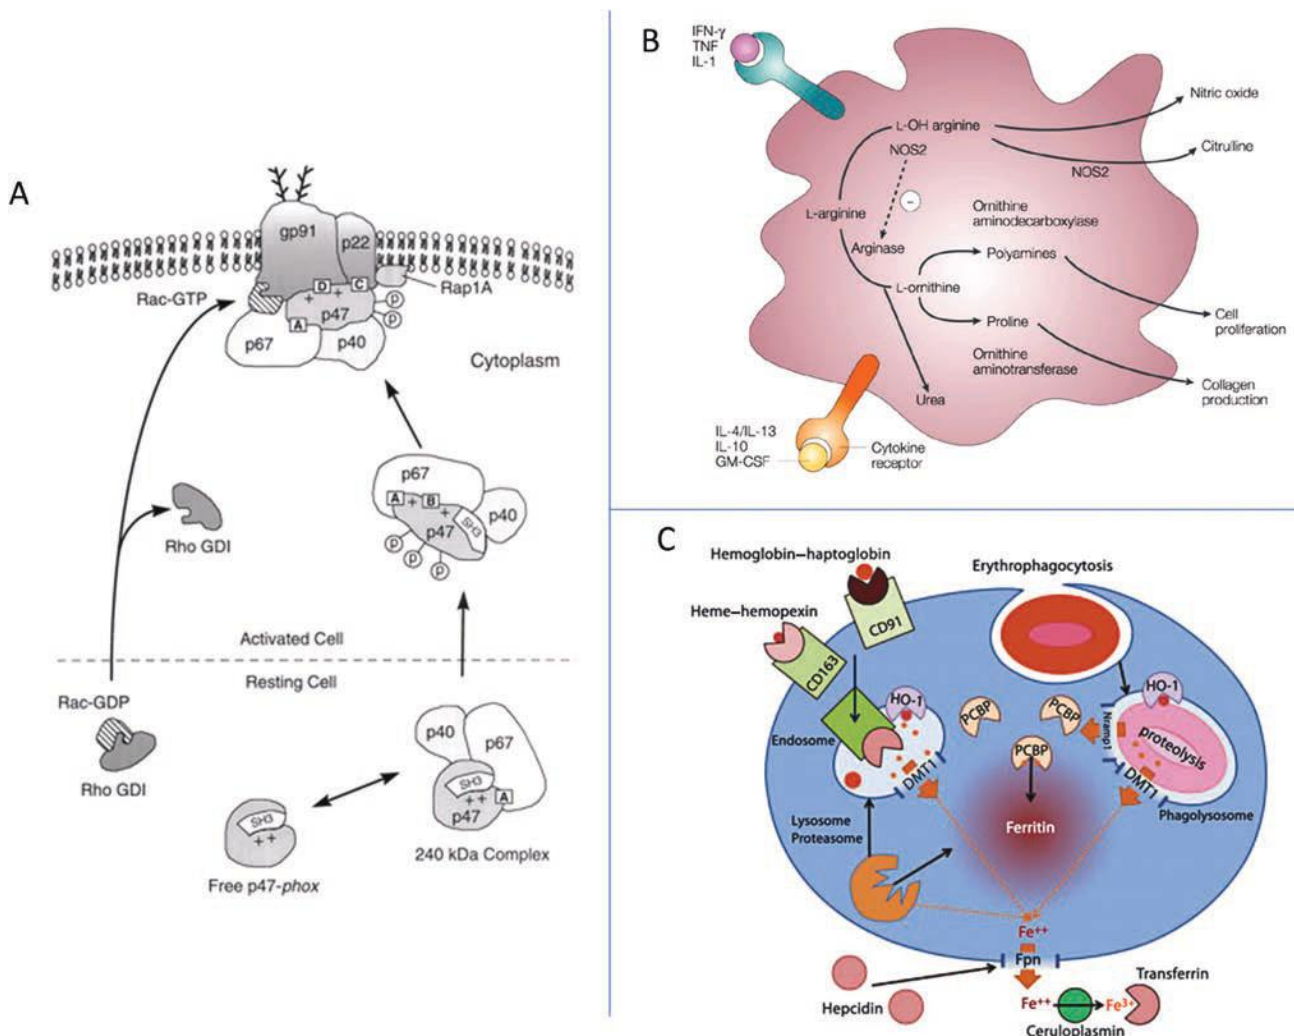 A
gp91
p22
Rac-GTP
Rap1A
D
C
+ +
p47
P
P
A
p67
p40
Cytoplasm
p67
A + B +
SH3
p40
p47
P
P
P
Rho GDI
Activated Cell
Resting Cell
Rac-GDP
Rho GDI
p40
p67
SH3
++
A
p47
240 kDa Complex
SH3
++
Free p47-phox
B
IFN-γ
TNF
IL-1
L-OH arginine
Nitric oxide
NOS2
Citrulline
NOS2
L-arginine
–
Ornithine
aminodecarboxylase
Arginase
Polyamines
L-ornithine
Cell
proliferation
Proline
Ornithine
aminotransferase
Collagen
production
Urea
IL-4/IL-13
IL-10
GM-CSF
Cytokine
receptor
C
Hemoglobin–haptoglobin
Erythrophagocytosis
Heme–hemopexin
CD91
CD163
HO-1
HO-1
PCBP
PCBP
PCBP
Nramp1
proteolysis
Endosome
DMT1
DMT1
Phagolysosome
Lysosome
Proteasome
Ferritin
Fe++
Fpn
Hepcidin
Transferrin
Fe++
Fe3+
Ceruloplasmin